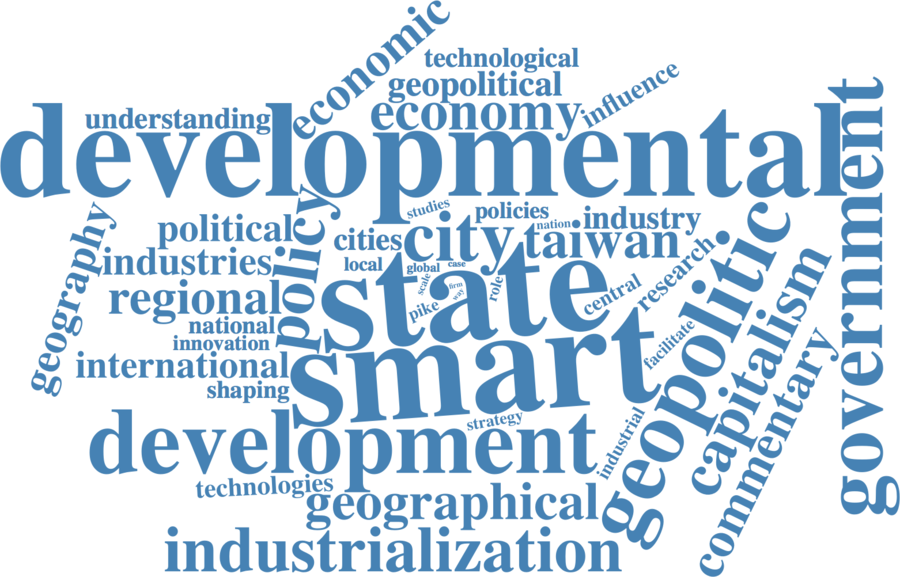 economic
technological
geopolitical
influence
economy
understanding
developmental
government
studies
policies
nation
industry
political
policy
cities
city
taiwan
geography
industries
local
global
case
state
scale
firm
way
role
pike
central
research
geopolitic
regional
national
innovation
international
shaping
smart
facilitate
capitalism
commentary
development
strategy
industrial
technologies
geographical
industrialization